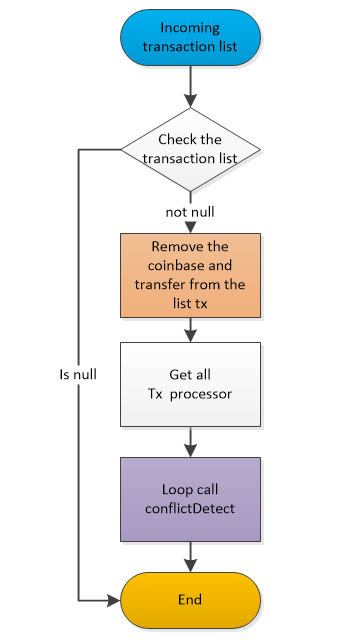 Incoming
transaction list
Check the
transaction list
not null
Remove the
coinbase and
transfer from the
list tx
Is null
Get all
Tx  processor
Loop call
conflictDetect
End